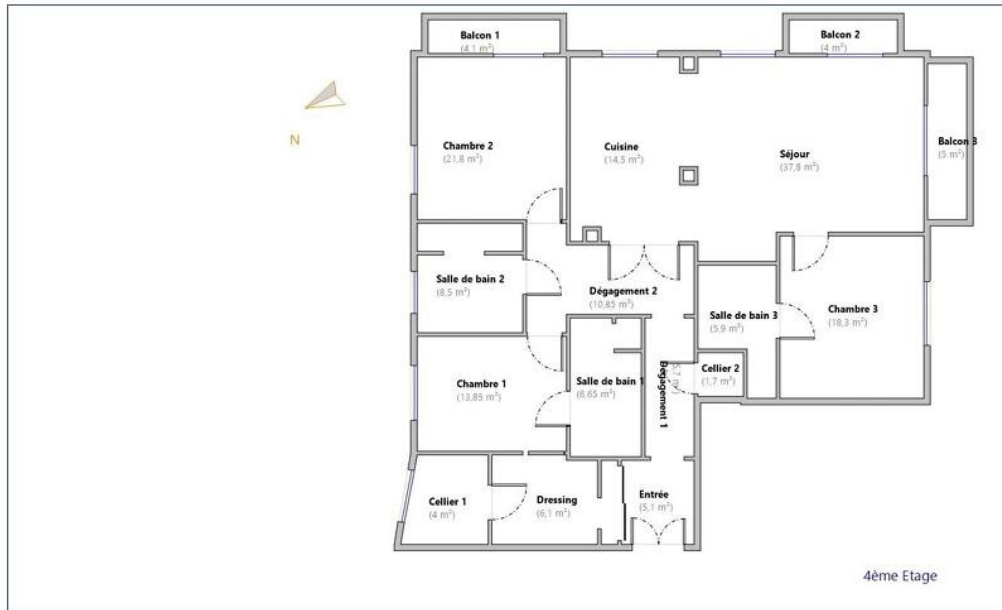 Balcon 1
(4,1 m²)
Balcon 2
(4 m²)
N
Chambre 2
(21,8 m²)
Cuisine
(14,5 m²)
Séjour
(37,8 m²)
Balcon 3
(5 m²)
Salle de bain 2
(8,5 m²)
Dégagement 2
(10,85 m²)
Salle de bain 3
(5,9 m²)
Chambre 3
(18,3 m²)
Chambre 1
(13,85 m²)
Salle de bain 1
(6,65 m²)
Dégagement 1
5,7 m²)
Cellier 2
(1,7 m²)
Cellier 1
(4 m²)
Dressing
(6,1 m²)
Entrée
(5,1 m²)
4ème Etage